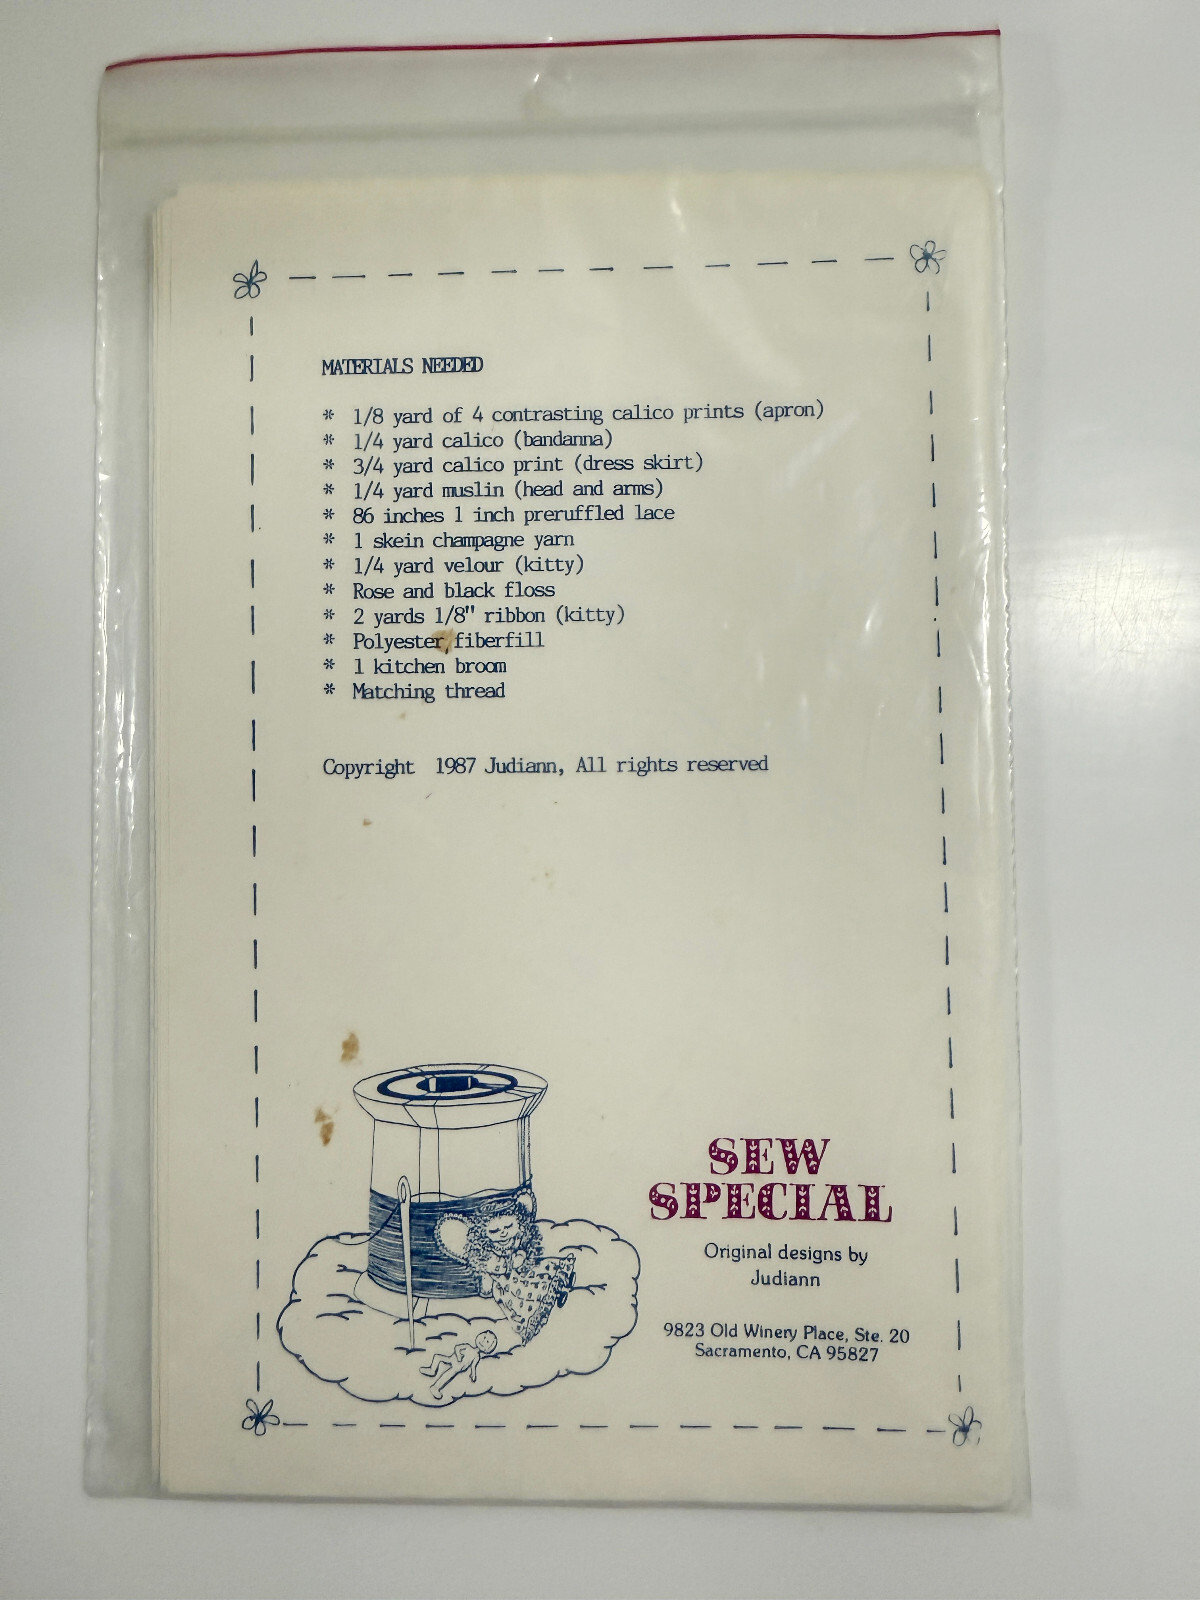 MATERIALS NEEDED
* 1/8 yard of 4 contrasting calico prints (apron)
* 1/4 yard calico (bandanna)
* 3/4 yard calico print (dress skirt)
* 1/4 yard muslin (head and arms)
* 86 inches 1 inch preruffled lace
* 1 skein champagne yarn
* 1/4 yard velour (kitty)
* Rose and black floss
* 2 yards 1/8" ribbon (kitty)
* Polyester fiberfill
* 1 kitchen broom
* Matching thread
Copyright 1987 Judiann, All rights reserved
SEW
SPECIAL
Original designs by
Judiann
9823 Old Winery Place, Ste. 20
Sacramento, CA 95827